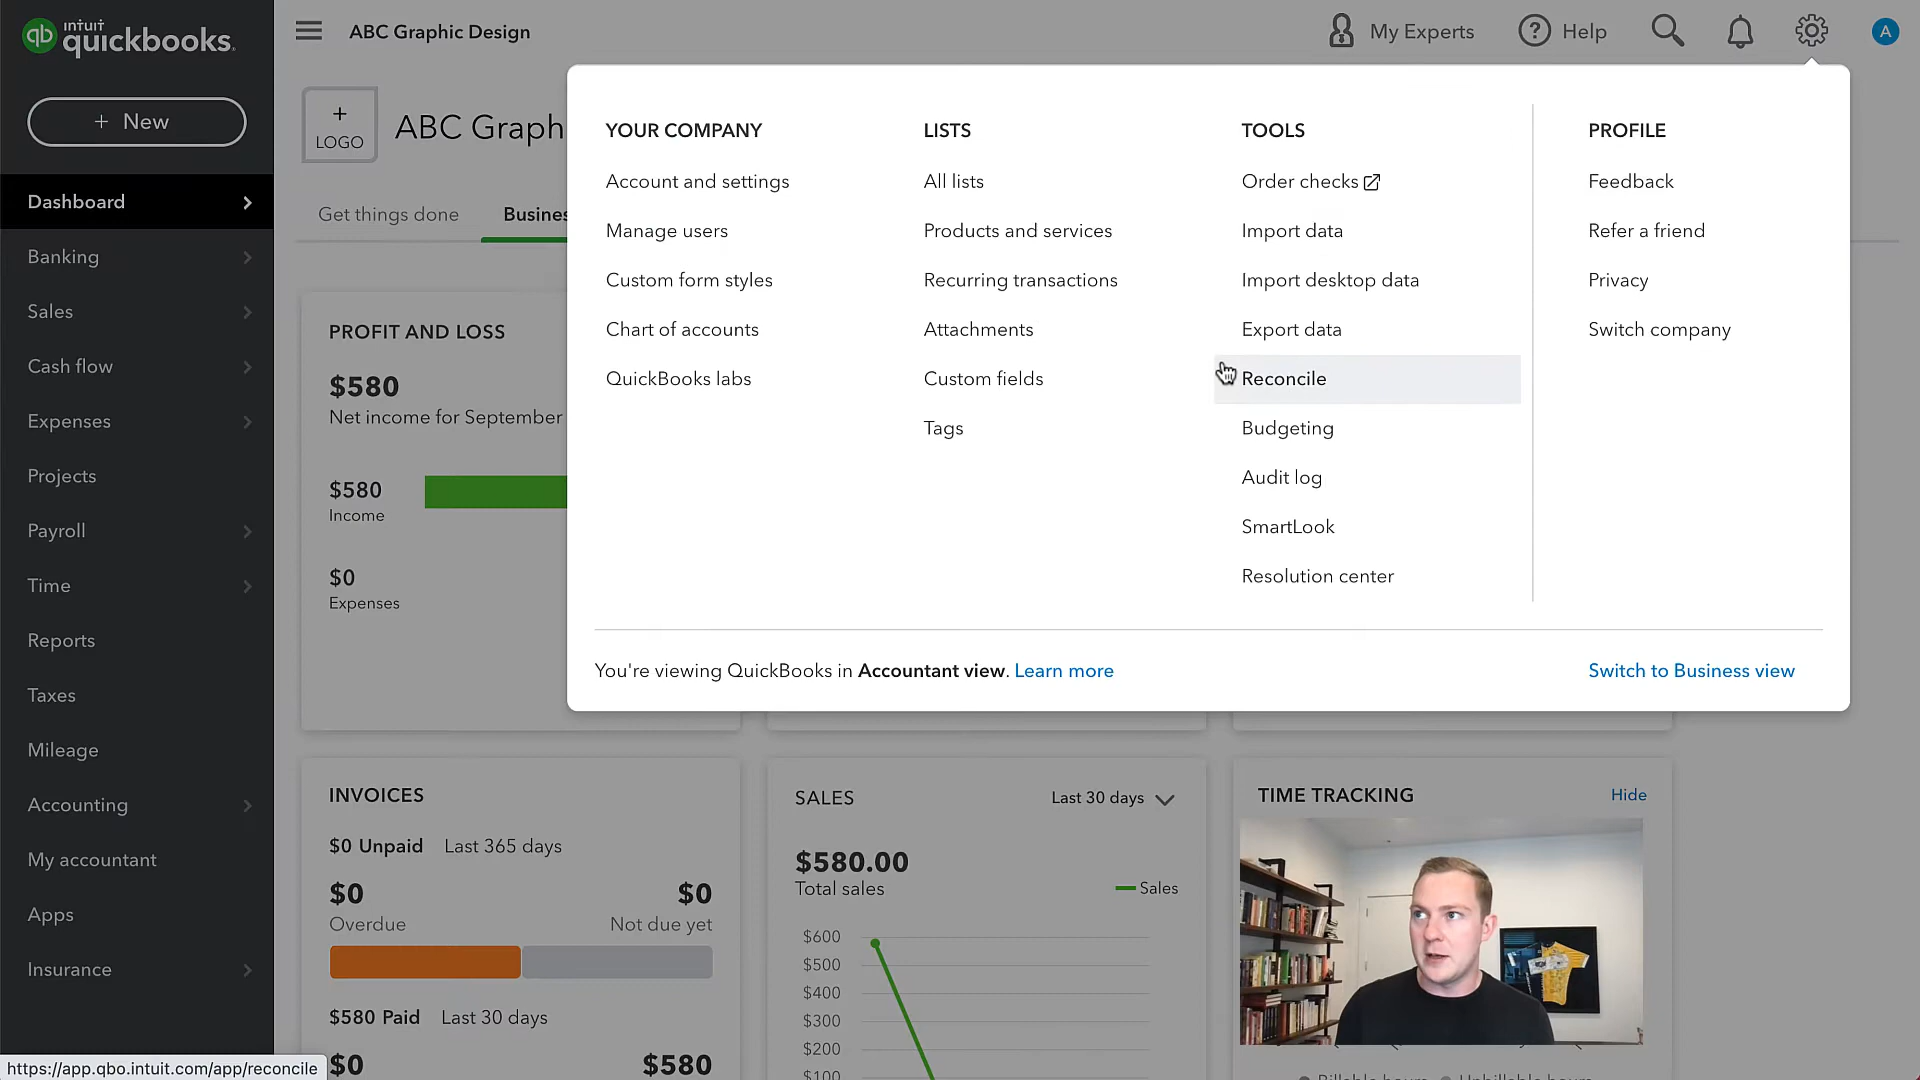 intuit
quickbooks.
ABC Graphic Design
My Experts
Help
A
+ New
+
LOGO
ABC Graph
Get things done
Busines
Dashboard
Banking
Sales
Cash flow
Expenses
Projects
Payroll
Time
Reports
Taxes
Mileage
Accounting
My accountant
Apps
Insurance
YOUR COMPANY
Account and settings
Manage users
Custom form styles
Chart of accounts
QuickBooks labs
LISTS
All lists
Products and services
Recurring transactions
Attachments
Custom fields
Tags
TOOLS
Order checks
Import data
Import desktop data
Export data
Reconcile
Budgeting
Audit log
SmartLook
Resolution center
PROFILE
Feedback
Refer a friend
Privacy
Switch company
You're viewing QuickBooks in Accountant view. Learn more
Switch to Business view
PROFIT AND LOSS
$580
Net income for September
$580
Income
$0
Expenses
INVOICES
$0 Unpaid Last 365 days
$0 $0
Overdue Not due yet
$580 Paid Last 30 days
$0 $580
SALES
Last 30 days
$580.00
Total sales
Sales
$600
$500
$400
$300
$200
$100
TIME TRACKING
Hide
https://app.qbo.intuit.com/app/reconcile